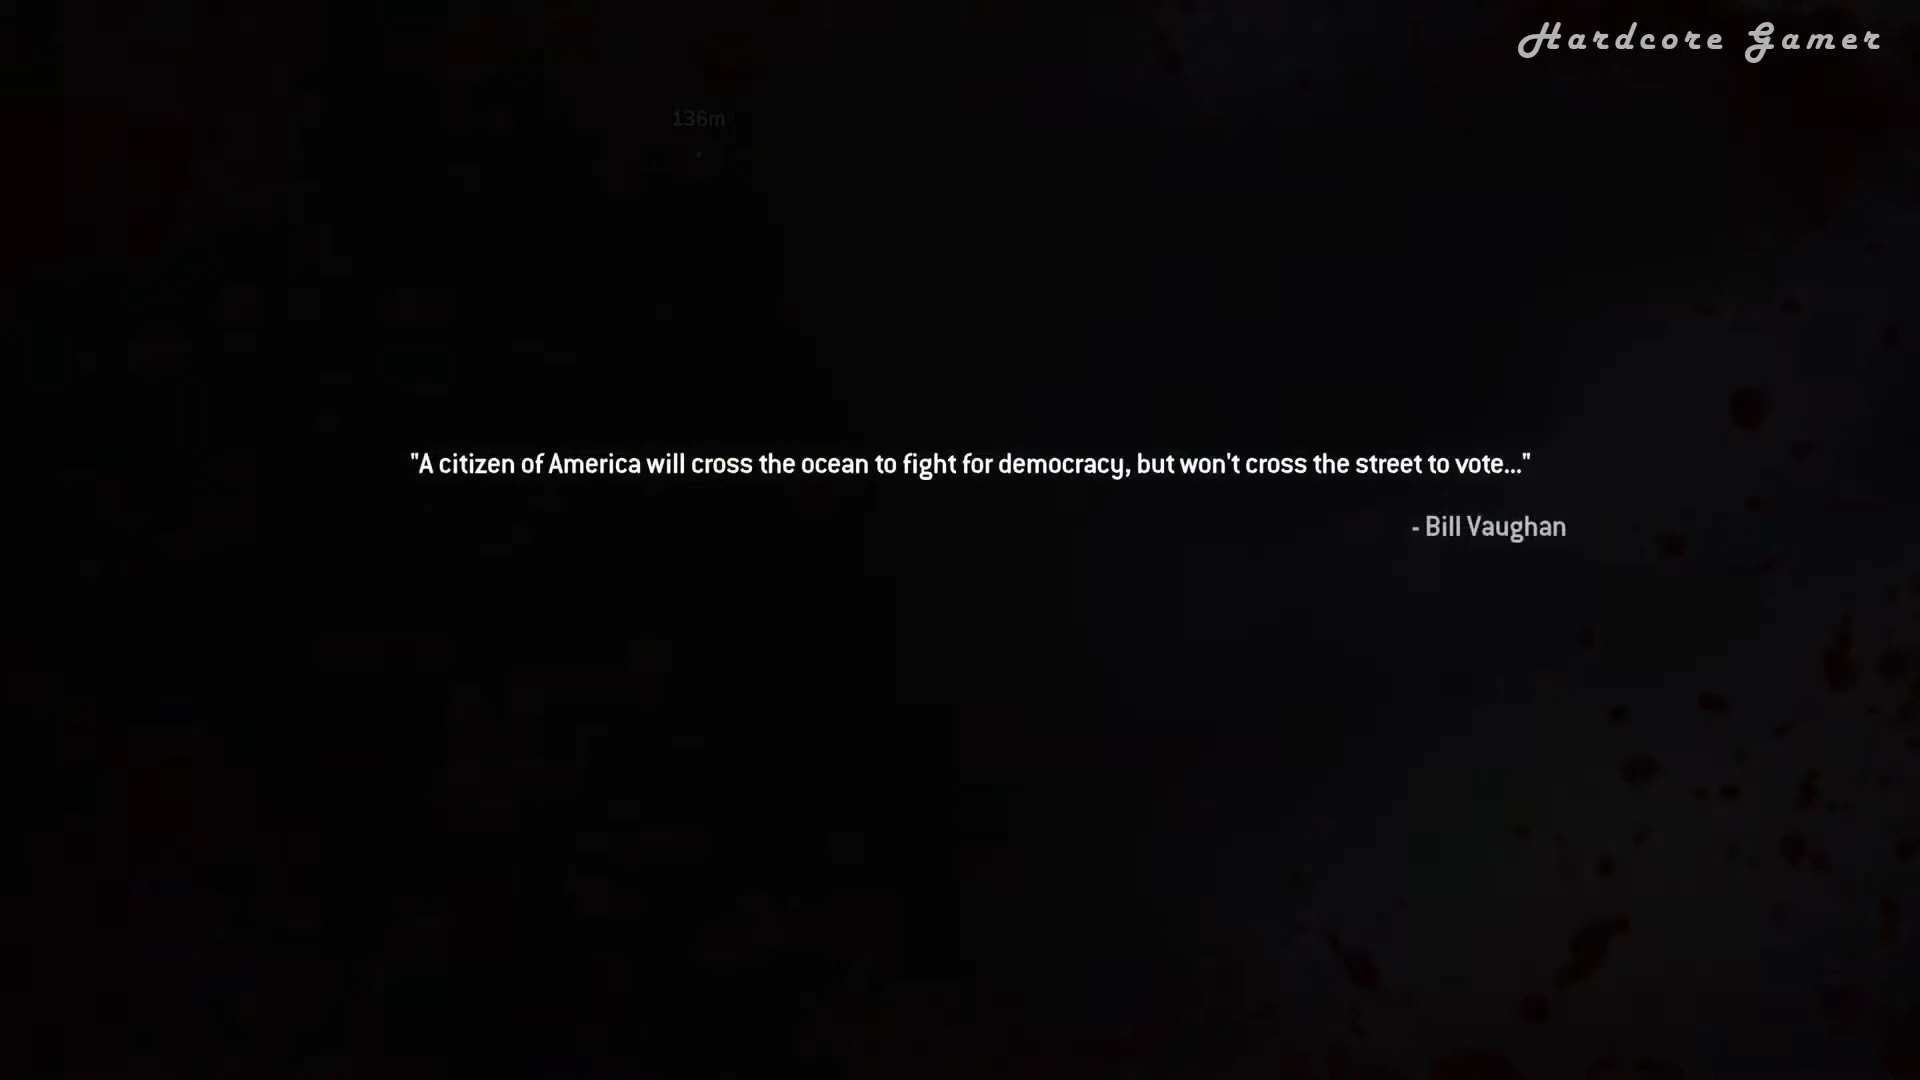 Hardcore Gamer
136m
"A citizen of America will cross the ocean to fight for democracy, but won't cross the street to vote..."
- Bill Vaughan